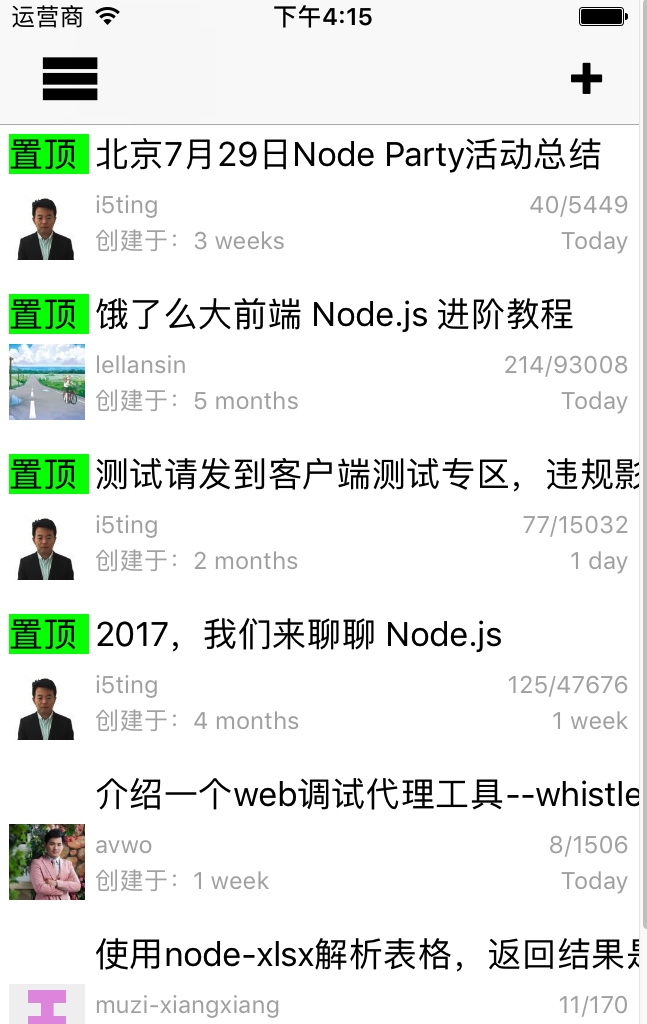 运营商 下午4:15
置顶 北京7月29日Node Party活动总结
i5ting 40/5449
创建于：3 weeks Today
置顶 饿了么大前端 Node.js 进阶教程
lellansin 214/93008
创建于：5 months Today
置顶 测试请发到客户端测试专区，违规影
i5ting 77/15032
创建于：2 months 1 day
置顶 2017，我们来聊聊 Node.js
i5ting 125/47676
创建于：4 months 1 week
介绍一个web调试代理工具--whistle
avwo 8/1506
创建于：1 week Today
使用node-xlsx解析表格，返回结果是
muzi-xiangxiang 11/170